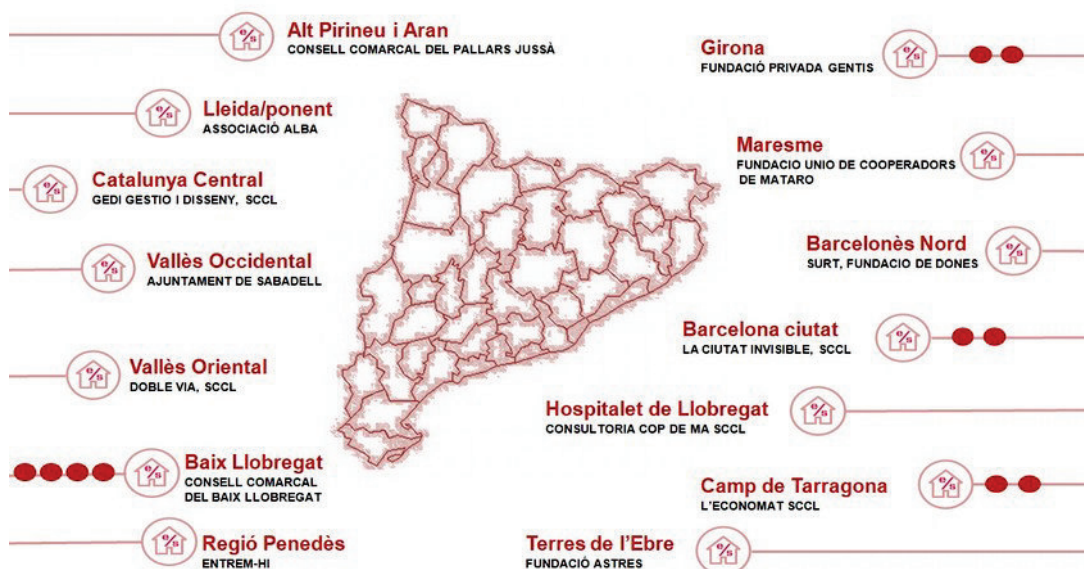 Alt Pirineu i Aran
CONSELL COMARCAL DEL PALLARS JUSSÀ
Lleida/ponent
ASSOCIACIÓ ALBA
Catalunya Central
GEDI GESTIO I DISSENY, SCCL
Vallès Occidental
AJUNTAMENT DE SABADELL
Vallès Oriental
DOBLE VIA, SCCL
Baix Llobregat
CONSELL COMARCAL
DEL BAIX LLOBREGAT
Regió Penedès
ENTREM-HI
Girona
FUNDACIÓ PRIVADA GENTIS
Maresme
FUNDACIO UNIO DE COOPERADORS
DE MATARO
Barcelonès Nord
SURT, FUNDACIO DE DONES
Barcelona ciutat
LA CIUTAT INVISIBLE, SCCL
Hospitalet de Llobregat
CONSULTORIA COP DE MA SCCL
Camp de Tarragona
L'ECONOMAT SCCL
Terres de l'Ebre
FUNDACIÓ ASTRES
e/s
e/s
e/s
e/s
e/s
e/s
e/s
e/s
e/s
e/s
e/s
e/s
e/s
e/s